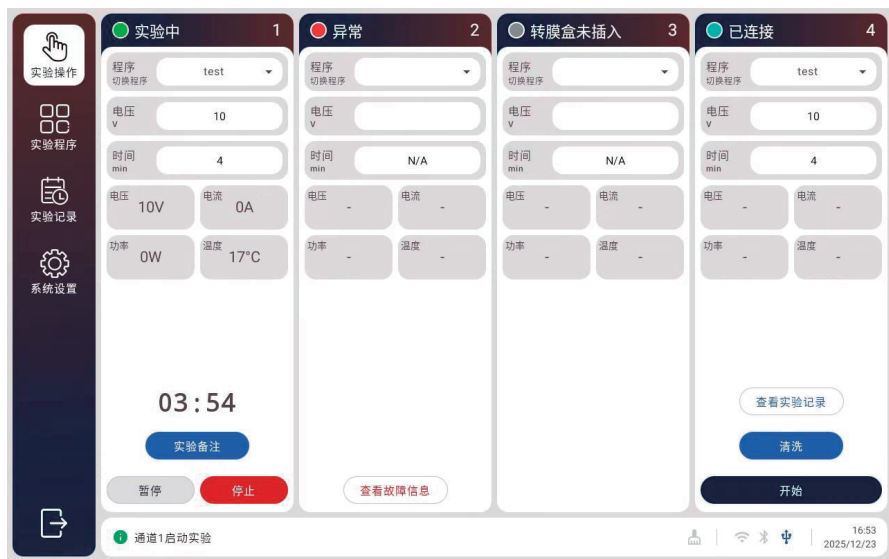 实验操作
实验程序
实验记录
系统设置
实验中 1
程序
切换程序
test
电压
V
10
时间
min
4
电压
10V
电流
0A
功率
0W
温度
17°C
03:54
实验备注
暂停
停止
异常 2
程序
切换程序
电压
V
时间
min
N/A
电压
-
电流
-
功率
-
温度
-
查看故障信息
转膜盒未插入 3
程序
切换程序
电压
V
时间
min
N/A
电压
-
电流
-
功率
-
温度
-
已连接 4
程序
切换程序
test
电压
V
10
时间
min
4
电压
-
电流
-
功率
-
温度
-
查看实验记录
清洗
开始
通道1启动实验
16:53
2025/12/23